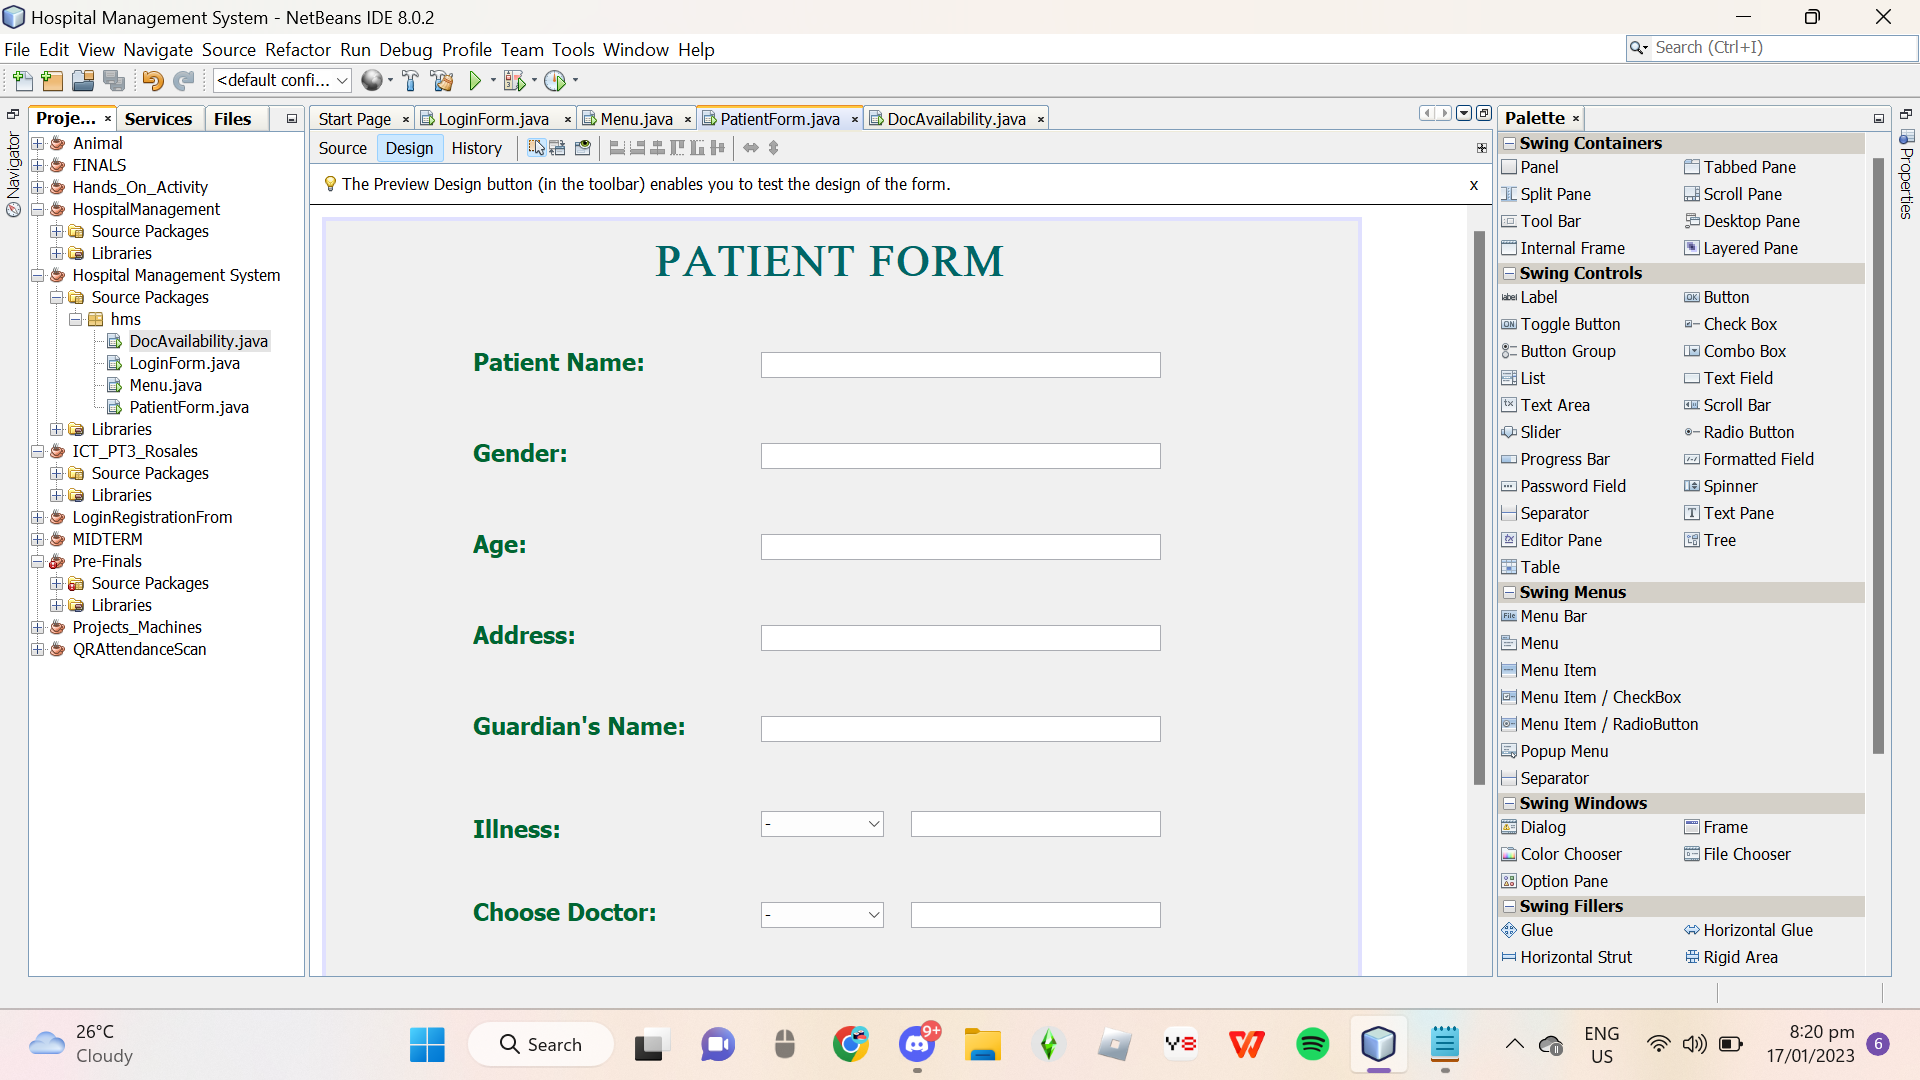 Hospital Management System - NetBeans IDE 8.0.2
File Edit View Navigate Source Refactor Run Debug Profile Team Tools Window Help
Search (Ctrl+I)
<default confi...
Proje... × Services Files
Start Page × LoginForm.java × Menu.java × PatientForm.java × DocAvailability.java ×
Palette ×
Navigator
Properties
Animal
FINALS
Hands_On_Activity
HospitalManagement
Source Packages
Libraries
Hospital Management System
Source Packages
hms
DocAvailability.java
LoginForm.java
Menu.java
PatientForm.java
Libraries
ICT_PT3_Rosales
Source Packages
Libraries
LoginRegistrationFrom
MIDTERM
Pre-Finals
Source Packages
Libraries
Projects_Machines
QRAttendanceScan
Source Design History
The Preview Design button (in the toolbar) enables you to test the design of the form. x
PATIENT FORM
Patient Name:
Gender:
Age:
Address:
Guardian's Name:
Illness: -
Choose Doctor: -
Swing Containers
Panel Tabbed Pane
Split Pane Scroll Pane
Tool Bar Desktop Pane
Internal Frame Layered Pane
Swing Controls
Label Button
Toggle Button Check Box
Button Group Combo Box
List Text Field
Text Area Scroll Bar
Slider Radio Button
Progress Bar Formatted Field
Password Field Spinner
Separator Text Pane
Editor Pane Tree
Table
Swing Menus
Menu Bar
Menu
Menu Item
Menu Item / CheckBox
Menu Item / RadioButton
Popup Menu
Separator
Swing Windows
Dialog Frame
Color Chooser File Chooser
Option Pane
Swing Fillers
Glue Horizontal Glue
Horizontal Strut Rigid Area
26°C
Cloudy
Search
9+
ENG
US
8:20 pm
17/01/2023
6